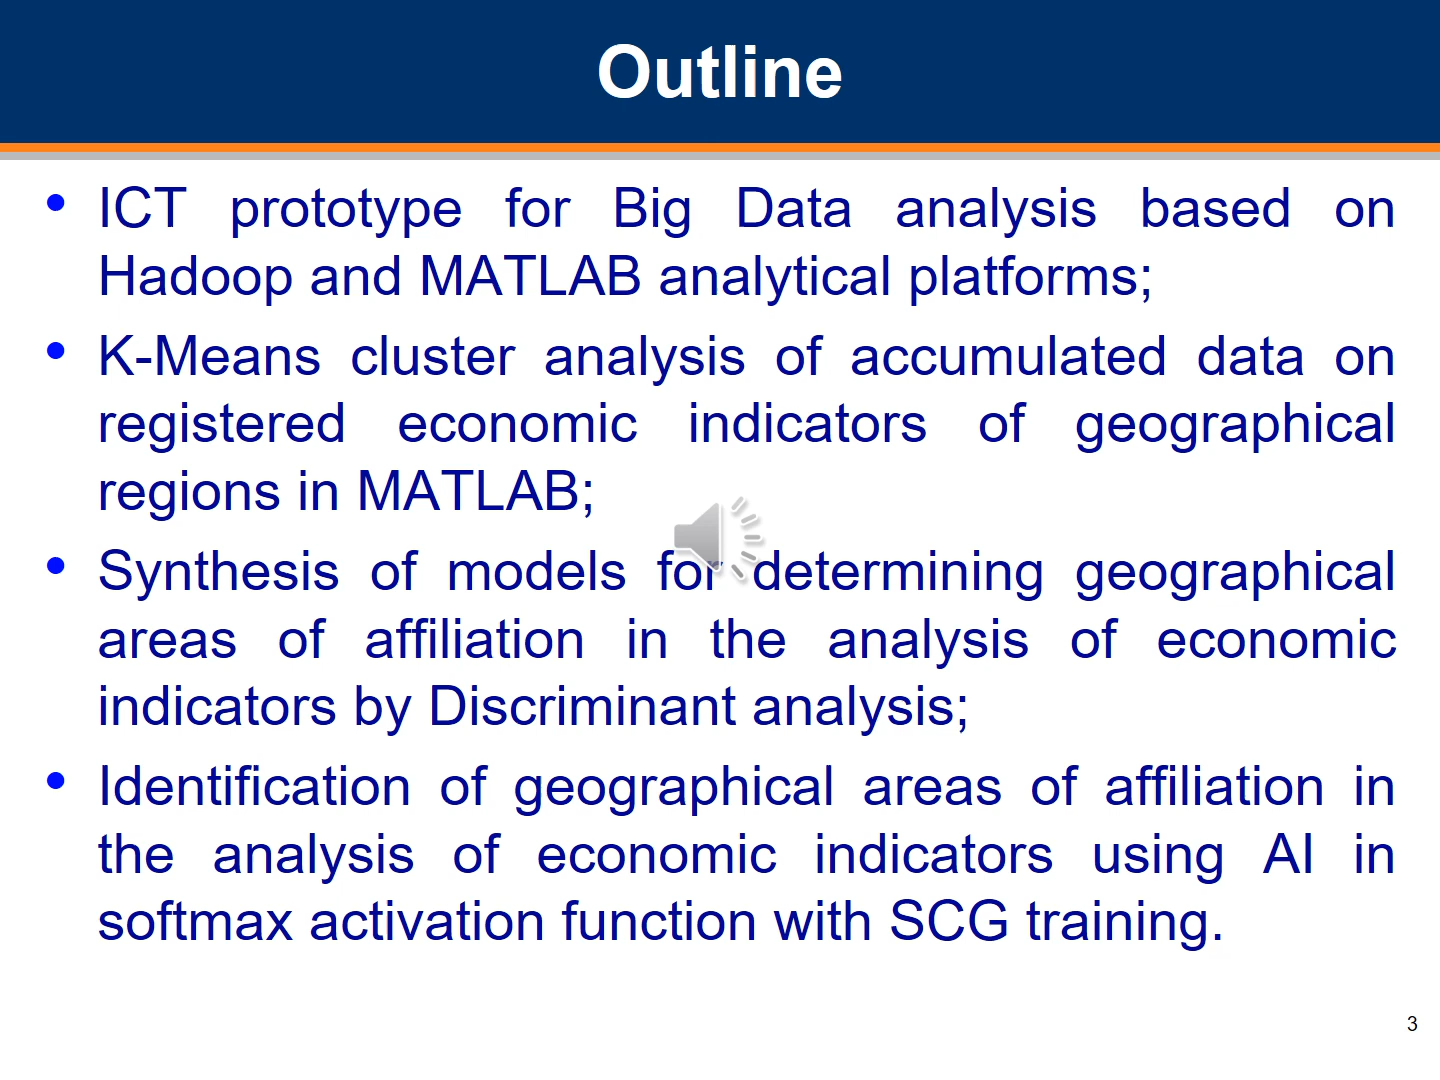 Outline
• ICT prototype for Big Data analysis based on
Hadoop and MATLAB analytical platforms;
• K-Means cluster analysis of accumulated data on
registered economic indicators of geographical
regions in MATLAB;
• Synthesis of models for determining geographical
areas of affiliation in the analysis of economic
indicators by Discriminant analysis;
• Identification of geographical areas of affiliation in
the analysis of economic indicators using AI in
softmax activation function with SCG training.
3